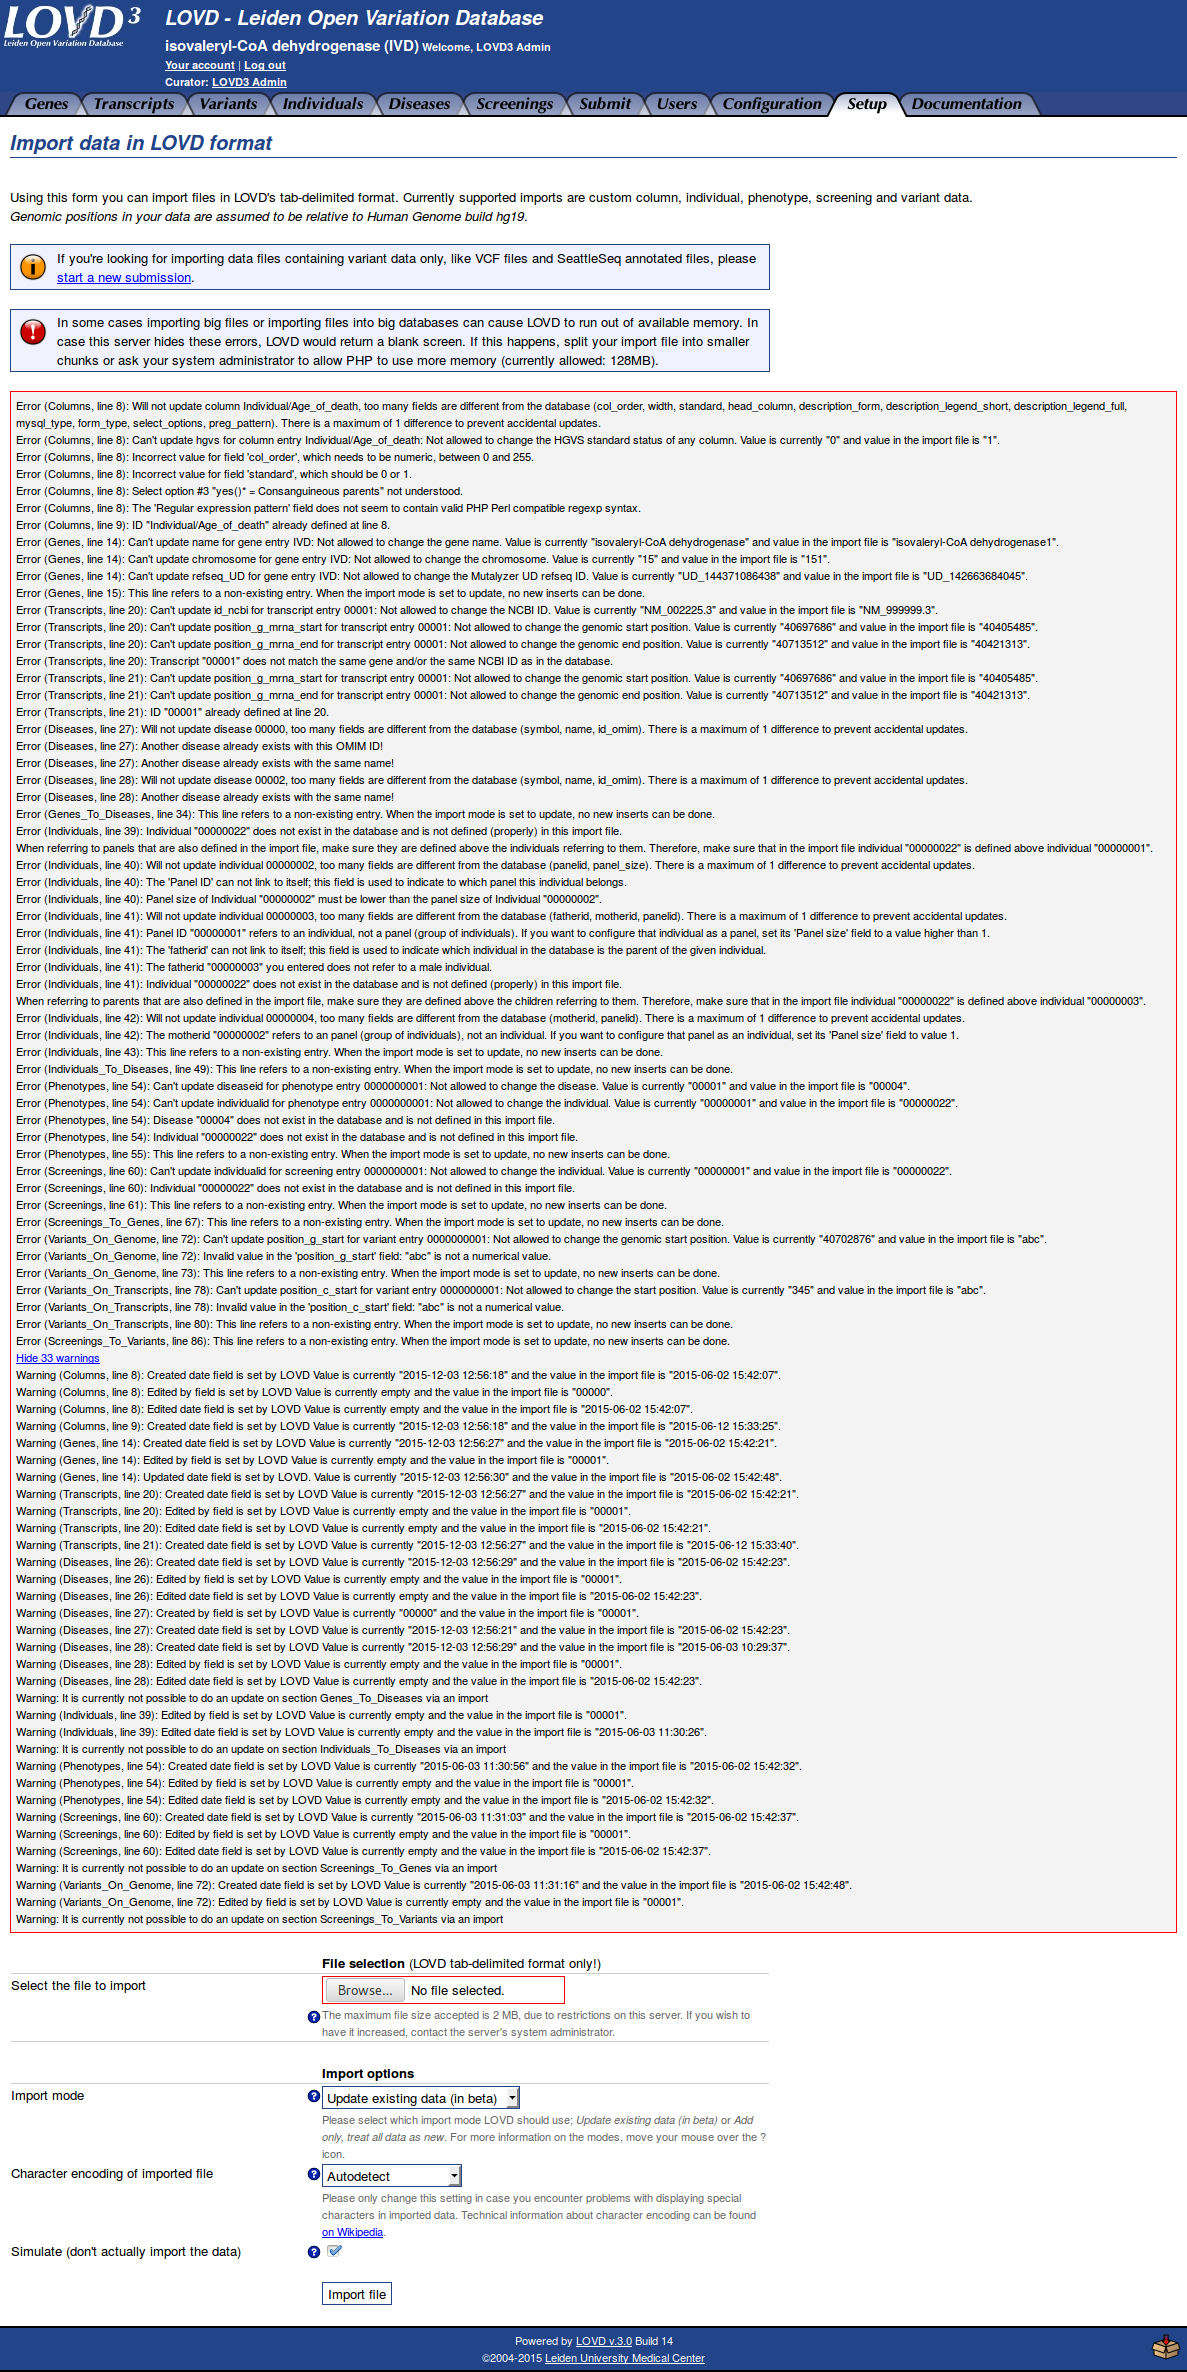 LOVD 3
Leiden Open Variation Database
LOVD - Leiden Open Variation Database
isovaleryl-CoA dehydrogenase (IVD) Welcome, LOVD3 Admin
Your account | Log out
Curator: LOVD3 Admin
Genes Transcripts Variants Individuals Diseases Screenings Submit Users Configuration Setup Documentation
Import data in LOVD format
Using this form you can import files in LOVD's tab-delimited format. Currently supported imports are custom column, individual, phenotype, screening and variant data.
Genomic positions in your data are assumed to be relative to Human Genome build hg19.
If you're looking for importing data files containing variant data only, like VCF files and SeattleSeq annotated files, please
start a new submission.
In some cases importing big files or importing files into big databases can cause LOVD to run out of available memory. In
case this server hides these errors, LOVD would return a blank screen. If this happens, split your import file into smaller
chunks or ask your system administrator to allow PHP to use more memory (currently allowed: 128MB).
Error (Columns, line 8): Will not update column Individual/Age_of_death, too many fields are different from the database (col_order, width, standard, head_column, description_form, description_legend_short, description_legend_full,
mysql_type, form_type, select_options, preg_pattern). There is a maximum of 1 difference to prevent accidental updates.
Error (Columns, line 8): Can't update hgvs for column entry Individual/Age_of_death: Not allowed to change the HGVS standard status of any column. Value is currently "0" and value in the import file is "1".
Error (Columns, line 8): Incorrect value for field 'col_order', which needs to be numeric, between 0 and 255.
Error (Columns, line 8): Incorrect value for field 'standard', which should be 0 or 1.
Error (Columns, line 8): Select option #3 "yes()* = Consanguineous parents" not understood.
Error (Columns, line 8): The 'Regular expression pattern' field does not seem to contain valid PHP Perl compatible regexp syntax.
Error (Columns, line 9): ID "Individual/Age_of_death" already defined at line 8.
Error (Genes, line 14): Can't update name for gene entry IVD: Not allowed to change the gene name. Value is currently "isovaleryl-CoA dehydrogenase" and value in the import file is "isovaleryl-CoA dehydrogenase1".
Error (Genes, line 14): Can't update chromosome for gene entry IVD: Not allowed to change the chromosome. Value is currently "15" and value in the import file is "151".
Error (Genes, line 14): Can't update refseq_UD for gene entry IVD: Not allowed to change the Mutalyzer UD refseq ID. Value is currently "UD_144371086438" and value in the import file is "UD_142663684045".
Error (Genes, line 15): This line refers to a non-existing entry. When the import mode is set to update, no new inserts can be done.
Error (Transcripts, line 20): Can't update id_ncbi for transcript entry 00001: Not allowed to change the NCBI ID. Value is currently "NM_002225.3" and value in the import file is "NM_999999.3".
Error (Transcripts, line 20): Can't update position_g_mrna_start for transcript entry 00001: Not allowed to change the genomic start position. Value is currently "40697686" and value in the import file is "40405485".
Error (Transcripts, line 20): Can't update position_g_mrna_end for transcript entry 00001: Not allowed to change the genomic end position. Value is currently "40713512" and value in the import file is "40421313".
Error (Transcripts, line 20): Transcript "00001" does not match the same gene and/or the same NCBI ID as in the database.
Error (Transcripts, line 21): Can't update position_g_mrna_start for transcript entry 00001: Not allowed to change the genomic start position. Value is currently "40697686" and value in the import file is "40405485".
Error (Transcripts, line 21): Can't update position_g_mrna_end for transcript entry 00001: Not allowed to change the genomic end position. Value is currently "40713512" and value in the import file is "40421313".
Error (Transcripts, line 21): ID "00001" already defined at line 20.
Error (Diseases, line 27): Will not update disease 00000, too many fields are different from the database (symbol, name, id_omim). There is a maximum of 1 difference to prevent accidental updates.
Error (Diseases, line 27): Another disease already exists with this OMIM ID!
Error (Diseases, line 27): Another disease already exists with the same name!
Error (Diseases, line 28): Will not update disease 00002, too many fields are different from the database (symbol, name, id_omim). There is a maximum of 1 difference to prevent accidental updates.
Error (Diseases, line 28): Another disease already exists with the same name!
Error (Genes_To_Diseases, line 34): This line refers to a non-existing entry. When the import mode is set to update, no new inserts can be done.
Error (Individuals, line 39): Individual "00000022" does not exist in the database and is not defined (properly) in this import file.
When referring to panels that are also defined in the import file, make sure they are defined above the individuals referring to them. Therefore, make sure that in the import file individual "00000022" is defined above individual "00000001".
Error (Individuals, line 40): Will not update individual 00000002, too many fields are different from the database (panelid, panel_size). There is a maximum of 1 difference to prevent accidental updates.
Error (Individuals, line 40): The 'Panel ID' can not link to itself; this field is used to indicate to which panel this individual belongs.
Error (Individuals, line 40): Panel size of Individual "00000002" must be lower than the panel size of Individual "00000002".
Error (Individuals, line 41): Will not update individual 00000003, too many fields are different from the database (fatherid, motherid, panelid). There is a maximum of 1 difference to prevent accidental updates.
Error (Individuals, line 41): Panel ID "00000001" refers to an individual, not a panel (group of individuals). If you want to configure that individual as a panel, set its 'Panel size' field to a value higher than 1.
Error (Individuals, line 41): The 'fatherid' can not link to itself; this field is used to indicate which individual in the database is the parent of the given individual.
Error (Individuals, line 41): The fatherid "00000003" you entered does not refer to a male individual.
Error (Individuals, line 41): Individual "00000022" does not exist in the database and is not defined (properly) in this import file.
When referring to parents that are also defined in the import file, make sure they are defined above the children referring to them. Therefore, make sure that in the import file individual "00000022" is defined above individual "00000003".
Error (Individuals, line 42): Will not update individual 00000004, too many fields are different from the database (motherid, panelid). There is a maximum of 1 difference to prevent accidental updates.
Error (Individuals, line 42): The motherid "00000002" refers to an panel (group of individuals), not an individual. If you want to configure that panel as an individual, set its 'Panel size' field to value 1.
Error (Individuals, line 43): This line refers to a non-existing entry. When the import mode is set to update, no new inserts can be done.
Error (Individuals_To_Diseases, line 49): This line refers to a non-existing entry. When the import mode is set to update, no new inserts can be done.
Error (Phenotypes, line 54): Can't update diseaseid for phenotype entry 0000000001: Not allowed to change the disease. Value is currently "00001" and value in the import file is "00004".
Error (Phenotypes, line 54): Can't update individualid for phenotype entry 0000000001: Not allowed to change the individual. Value is currently "00000001" and value in the import file is "00000022".
Error (Phenotypes, line 54): Disease "00004" does not exist in the database and is not defined in this import file.
Error (Phenotypes, line 54): Individual "00000022" does not exist in the database and is not defined in this import file.
Error (Phenotypes, line 55): This line refers to a non-existing entry. When the import mode is set to update, no new inserts can be done.
Error (Screenings, line 60): Can't update individualid for screening entry 0000000001: Not allowed to change the individual. Value is currently "00000001" and value in the import file is "00000022".
Error (Screenings, line 60): Individual "00000022" does not exist in the database and is not defined in this import file.
Error (Screenings, line 61): This line refers to a non-existing entry. When the import mode is set to update, no new inserts can be done.
Error (Screenings_To_Genes, line 67): This line refers to a non-existing entry. When the import mode is set to update, no new inserts can be done.
Error (Variants_On_Genome, line 72): Can't update position_g_start for variant entry 0000000001: Not allowed to change the genomic start position. Value is currently "40702876" and value in the import file is "abc".
Error (Variants_On_Genome, line 72): Invalid value in the 'position_g_start' field: "abc" is not a numerical value.
Error (Variants_On_Genome, line 73): This line refers to a non-existing entry. When the import mode is set to update, no new inserts can be done.
Error (Variants_On_Transcripts, line 78): Can't update position_c_start for variant entry 0000000001: Not allowed to change the start position. Value is currently "345" and value in the import file is "abc".
Error (Variants_On_Transcripts, line 78): Invalid value in the 'position_c_start' field: "abc" is not a numerical value.
Error (Variants_On_Transcripts, line 80): This line refers to a non-existing entry. When the import mode is set to update, no new inserts can be done.
Error (Screenings_To_Variants, line 86): This line refers to a non-existing entry. When the import mode is set to update, no new inserts can be done.
Hide 33 warnings
Warning (Columns, line 8): Created date field is set by LOVD Value is currently "2015-12-03 12:56:18" and the value in the import file is "2015-06-02 15:42:07".
Warning (Columns, line 8): Edited by field is set by LOVD Value is currently empty and the value in the import file is "00000".
Warning (Columns, line 8): Edited date field is set by LOVD Value is currently empty and the value in the import file is "2015-06-02 15:42:07".
Warning (Columns, line 9): Created date field is set by LOVD Value is currently "2015-12-03 12:56:18" and the value in the import file is "2015-06-12 15:33:25".
Warning (Genes, line 14): Created date field is set by LOVD Value is currently "2015-12-03 12:56:27" and the value in the import file is "2015-06-02 15:42:21".
Warning (Genes, line 14): Edited by field is set by LOVD Value is currently empty and the value in the import file is "00001".
Warning (Genes, line 14): Updated date field is set by LOVD. Value is currently "2015-12-03 12:56:30" and the value in the import file is "2015-06-02 15:42:48".
Warning (Transcripts, line 20): Created date field is set by LOVD Value is currently "2015-12-03 12:56:27" and the value in the import file is "2015-06-02 15:42:21".
Warning (Transcripts, line 20): Edited by field is set by LOVD Value is currently empty and the value in the import file is "00001".
Warning (Transcripts, line 20): Edited date field is set by LOVD Value is currently empty and the value in the import file is "2015-06-02 15:42:21".
Warning (Transcripts, line 21): Created date field is set by LOVD Value is currently "2015-12-03 12:56:27" and the value in the import file is "2015-06-12 15:33:40".
Warning (Diseases, line 26): Created date field is set by LOVD Value is currently "2015-12-03 12:56:29" and the value in the import file is "2015-06-02 15:42:23".
Warning (Diseases, line 26): Edited by field is set by LOVD Value is currently empty and the value in the import file is "00001".
Warning (Diseases, line 26): Edited date field is set by LOVD Value is currently empty and the value in the import file is "2015-06-02 15:42:23".
Warning (Diseases, line 27): Created by field is set by LOVD Value is currently "00000" and the value in the import file is "00001".
Warning (Diseases, line 27): Created date field is set by LOVD Value is currently "2015-12-03 12:56:21" and the value in the import file is "2015-06-02 15:42:23".
Warning (Diseases, line 28): Created date field is set by LOVD Value is currently "2015-12-03 12:56:29" and the value in the import file is "2015-06-03 10:29:37".
Warning (Diseases, line 28): Edited by field is set by LOVD Value is currently empty and the value in the import file is "00001".
Warning (Diseases, line 28): Edited date field is set by LOVD Value is currently empty and the value in the import file is "2015-06-02 15:42:23".
Warning: It is currently not possible to do an update on section Genes_To_Diseases via an import
Warning (Individuals, line 39): Edited by field is set by LOVD Value is currently empty and the value in the import file is "00001".
Warning (Individuals, line 39): Edited date field is set by LOVD Value is currently empty and the value in the import file is "2015-06-03 11:30:26".
Warning: It is currently not possible to do an update on section Individuals_To_Diseases via an import
Warning (Phenotypes, line 54): Created date field is set by LOVD Value is currently "2015-06-03 11:30:56" and the value in the import file is "2015-06-02 15:42:32".
Warning (Phenotypes, line 54): Edited by field is set by LOVD Value is currently empty and the value in the import file is "00001".
Warning (Phenotypes, line 54): Edited date field is set by LOVD Value is currently empty and the value in the import file is "2015-06-02 15:42:32".
Warning (Screenings, line 60): Created date field is set by LOVD Value is currently "2015-06-03 11:31:03" and the value in the import file is "2015-06-02 15:42:37".
Warning (Screenings, line 60): Edited by field is set by LOVD Value is currently empty and the value in the import file is "00001".
Warning (Screenings, line 60): Edited date field is set by LOVD Value is currently empty and the value in the import file is "2015-06-02 15:42:37".
Warning: It is currently not possible to do an update on section Screenings_To_Genes via an import
Warning (Variants_On_Genome, line 72): Created date field is set by LOVD Value is currently "2015-06-03 11:31:16" and the value in the import file is "2015-06-02 15:42:48".
Warning (Variants_On_Genome, line 72): Edited by field is set by LOVD Value is currently empty and the value in the import file is "00001".
Warning: It is currently not possible to do an update on section Screenings_To_Variants via an import
File selection (LOVD tab-delimited format only!)
Select the file to import
Browse... No file selected.
The maximum file size accepted is 2 MB, due to restrictions on this server. If you wish to
have it increased, contact the server's system administrator.
Import options
Import mode
Update existing data (in beta)
Please select which import mode LOVD should use; Update existing data (in beta) or Add
only, treat all data as new. For more information on the modes, move your mouse over the ?
icon.
Character encoding of imported file
Autodetect
Please only change this setting in case you encounter problems with displaying special
characters in imported data. Technical information about character encoding can be found
on Wikipedia.
Simulate (don't actually import the data)
Import file
Powered by LOVD v.3.0 Build 14
©2004-2015 Leiden University Medical Center